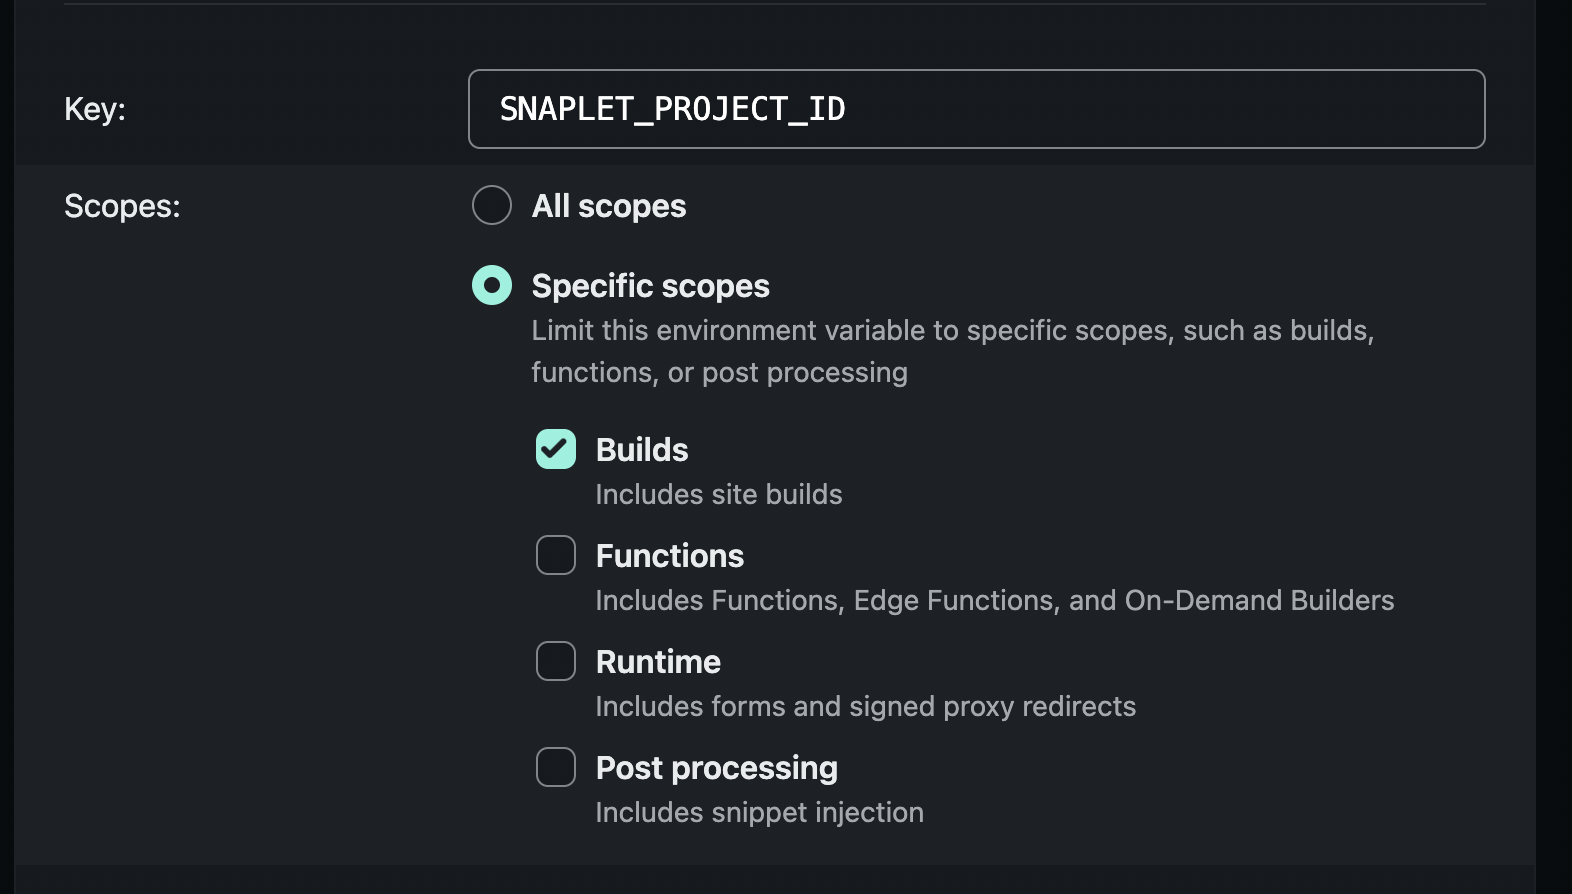 Key:
SNAPLET_PROJECT_ID
Scopes:
All scopes
Specific scopes
Limit this environment variable to specific scopes, such as builds,
functions, or post processing
Builds
Includes site builds
Functions
Includes Functions, Edge Functions, and On-Demand Builders
Runtime
Includes forms and signed proxy redirects
Post processing
Includes snippet injection